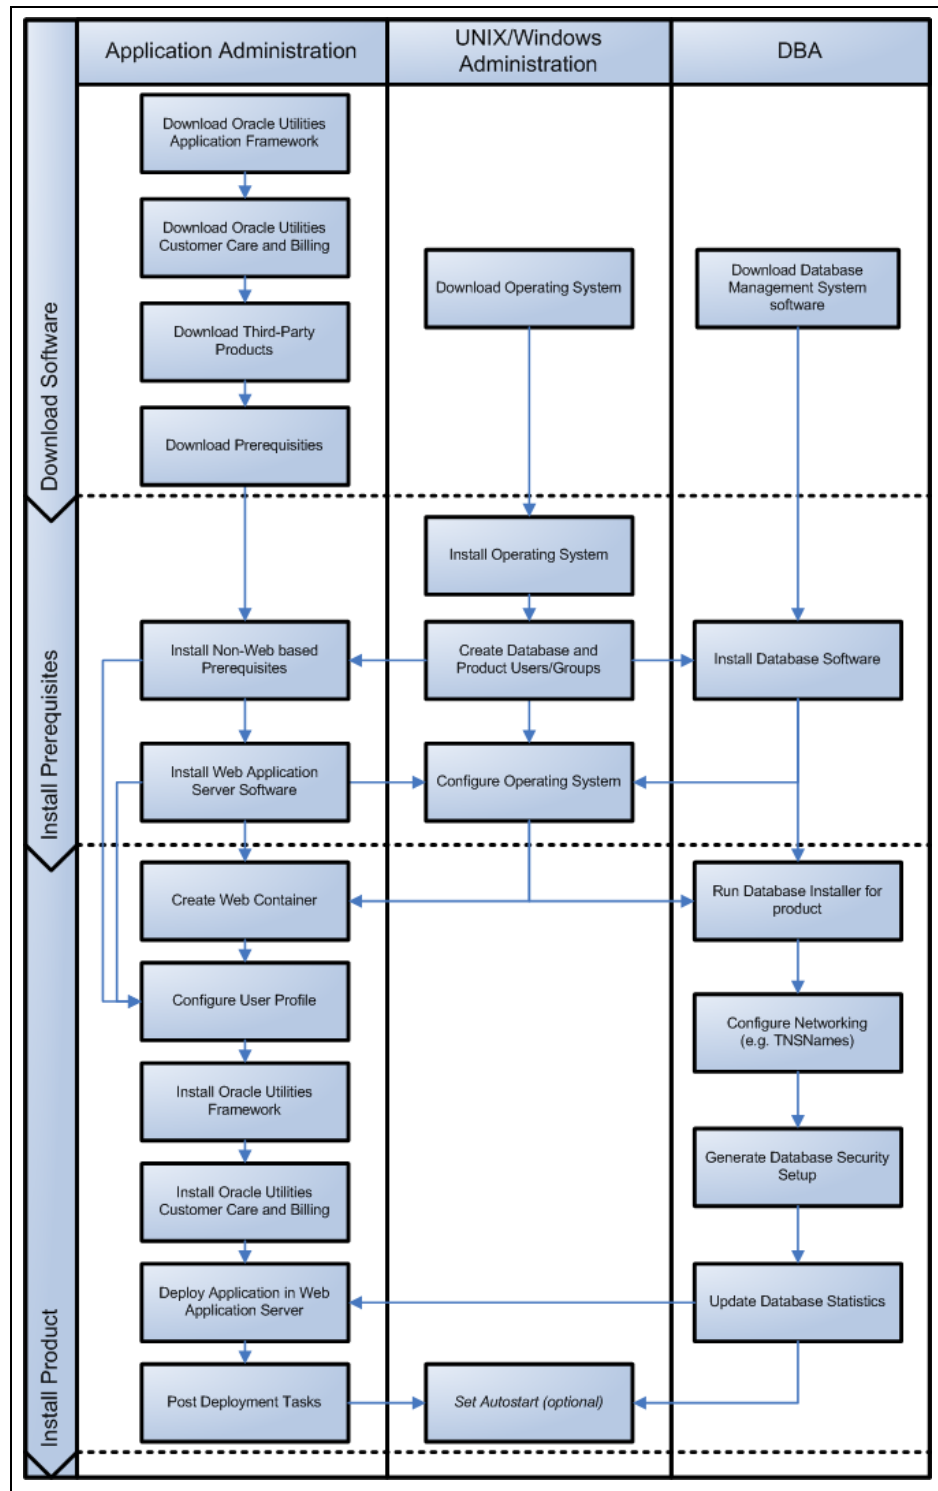 Application Administration
UNIX/Windows
Administration
DBA
Download Software
Download Oracle Utilities
Application Framework
Download Oracle Utilities
Customer Care and Billing
Download Operating System
Download Database
Management System
software
Download Third-Party
Products
Download Prerequisities
Install Prerequisites
Install Operating System
Install Non-Web based
Prerequisites
Create Database and
Product Users/Groups
Install Database Software
Install Web Application
Server Software
Configure Operating System
Install Product
Create Web Container
Run Database Installer for
product
Configure User Profile
Configure Networking
(e.g. TNSNames)
Install Oracle Utilities
Framework
Generate Database Security
Setup
Install Oracle Utilities
Customer Care and Billing
Deploy Application in Web
Application Server
Update Database Statistics
Post Deployment Tasks
Set Autostart (optional)